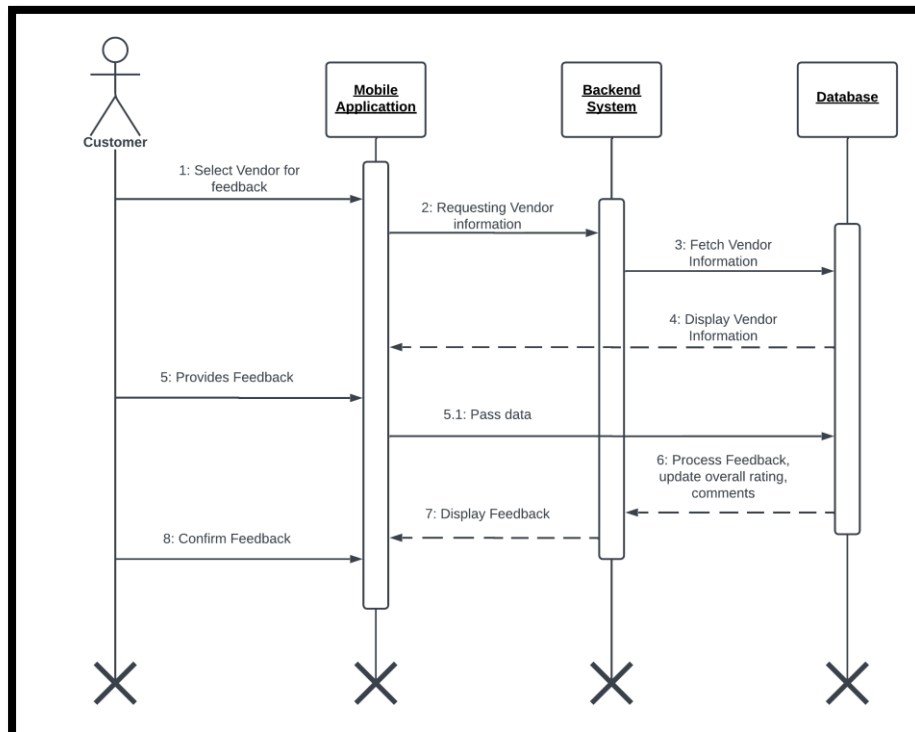 Mobile
Applicattion
Backend
System
Database
Customer
1: Select Vendor for
feedback
2: Requesting Vendor
information
3: Fetch Vendor
Information
4: Display Vendor
Information
5: Provides Feedback
5.1: Pass data
6: Process Feedback,
update overall rating,
comments
7: Display Feedback
8: Confirm Feedback